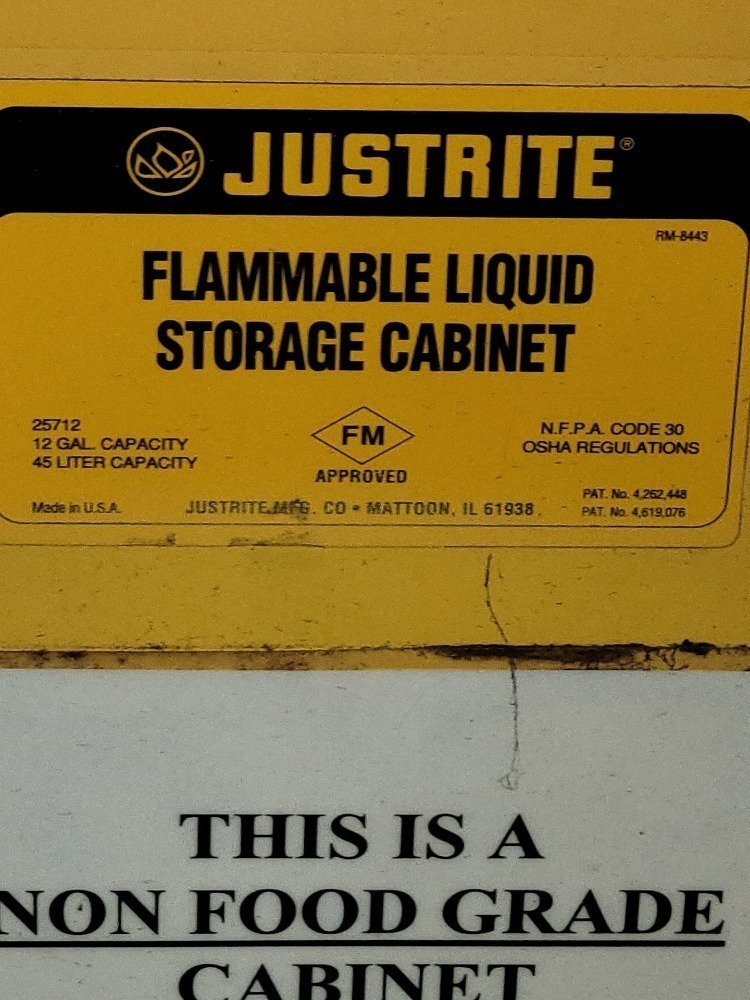 JUSTRITE®
RM-8443
FLAMMABLE LIQUID
STORAGE CABINET
25712
12 GAL. CAPACITY
45 LITER CAPACITY
FM
APPROVED
N.F.P.A. CODE 30
OSHA REGULATIONS
PAT. No. 4,262,448
PAT. No. 4,619,076
Made in U.S.A.
JUSTRITE MFG. CO • MATTOON, IL 61938
THIS IS A
NON FOOD GRADE
CABINET